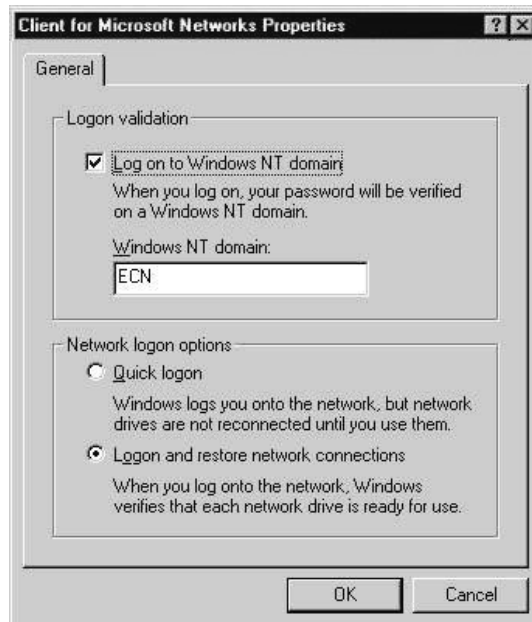 Client for Microsoft Networks Properties
General
Logon validation
Log on to Windows NT domain
When you log on, your password will be verified
on a Windows NT domain.
Windows NT domain:
ECN
Network logon options
Quick logon
Windows logs you onto the network, but network
drives are not reconnected until you use them.
Logon and restore network connections
When you log onto the network, Windows
verifies that each network drive is ready for use.
OK
Cancel